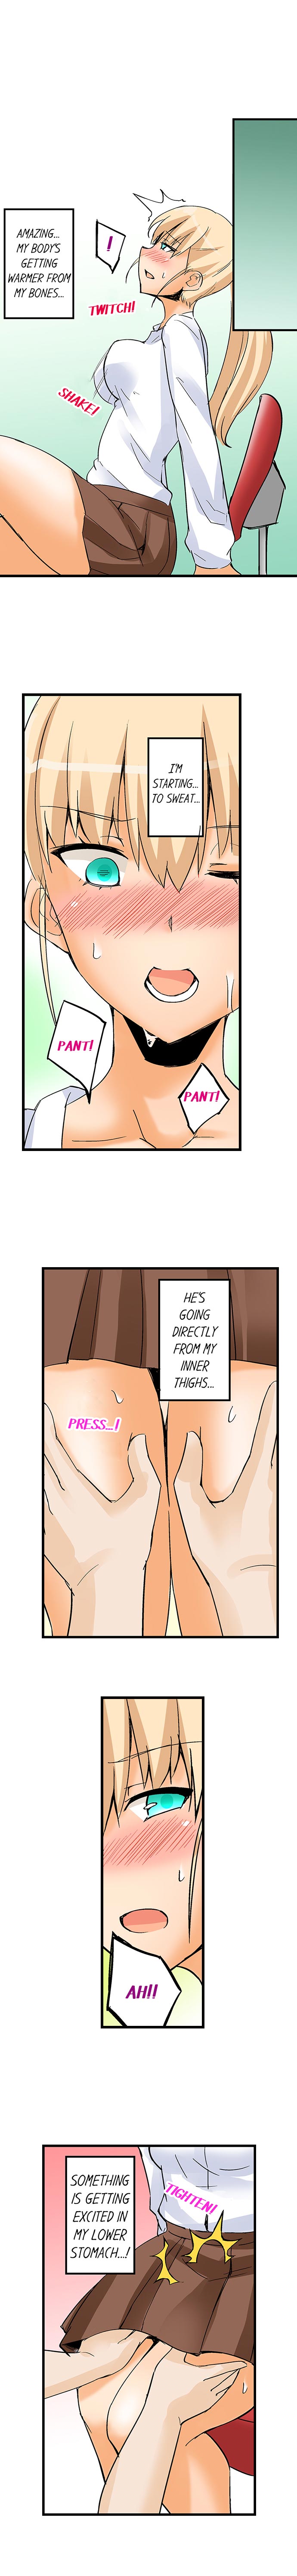 AMAZING...
MY BODY'S
GETTING
WARMER FROM
MY BONES...
!
TWITCH!
SHAKE!
I'M
STARTING...
TO SWEAT...
PANT!
PANT!
HE'S
GOING
DIRECTLY
FROM MY
INNER
THIGHS...
PRESS...!
AH!!
SOMETHING
IS GETTING
EXCITED IN
MY LOWER
STOMACH...!
TIGHTEN!